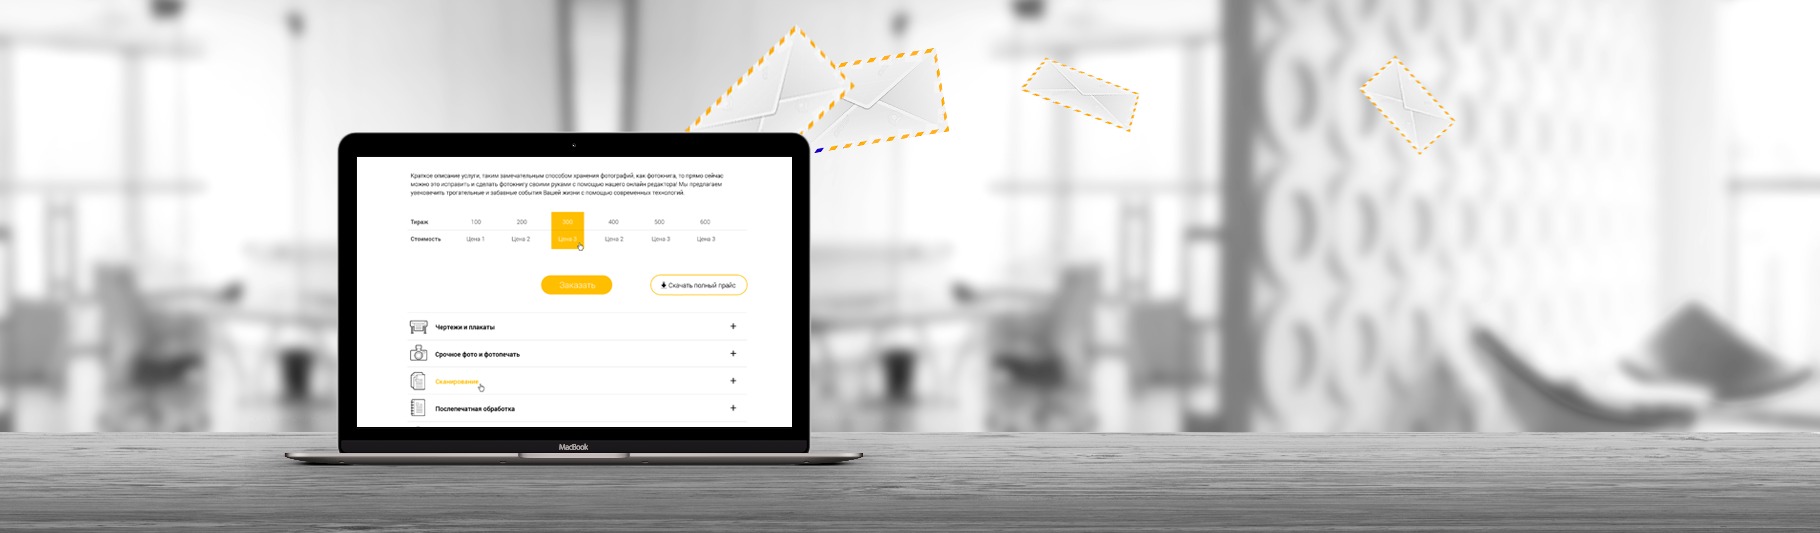 Краткое описание услуги, таким замечательным способом хранения фотографий, как фотокнига, то прямо сейчас
можно это исправить и сделать фотокнигу своими руками с помощью нашего онлайн редактора! Мы предлагаем
увековечить трогательные и забавные события Вашей жизни с помощью современных технологий.
Тираж 100 200 300 400 500 600
Стоимость Цена 1 Цена 2 Цена 3 Цена 2 Цена 3 Цена 3
Заказать Скачать полный прайс
Чертежи и плакаты +
Срочное фото и фотопечать +
Сканирование +
Послепечатная обработка +
MacBook